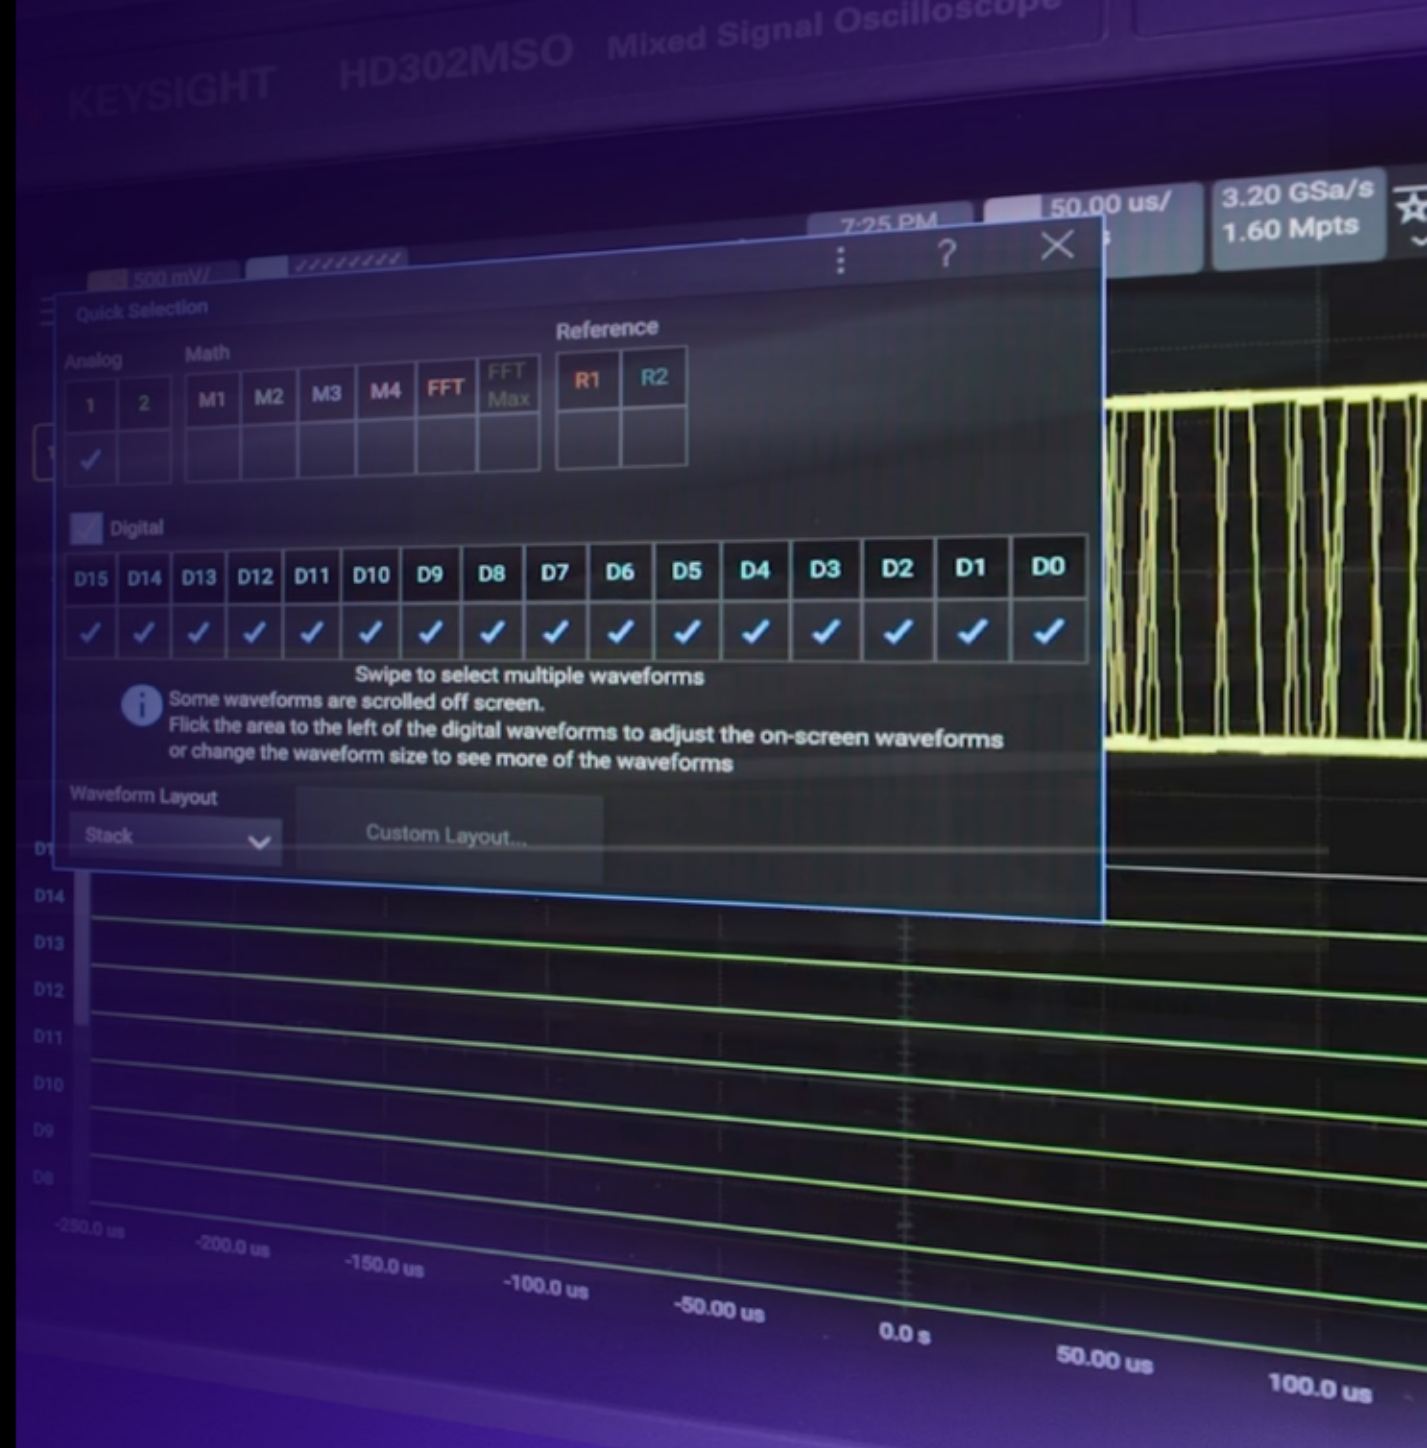 KEYSIGHT HD302MSO Mixed Signal Oscilloscope
500 mV/
7:25 PM
50.00 us/
3.20 GSa/s
1.60 Mpts
? 
Quick Selection
Analog
1 2
Math
M1 M2 M3 M4 FFT FFT Max
Reference
R1 R2
Digital
D15 D14 D13 D12 D11 D10 D9 D8 D7 D6 D5 D4 D3 D2 D1 D0
Swipe to select multiple waveforms
Some waveforms are scrolled off screen.
Flick the area to the left of the digital waveforms to adjust the on-screen waveforms
or change the waveform size to see more of the waveforms
Waveform Layout
Stack
Custom Layout...
D14
D13
D12
D11
D10
D9
D8
-250.0 us -200.0 us -150.0 us -100.0 us -50.00 us 0.0 s 50.00 us 100.0 us